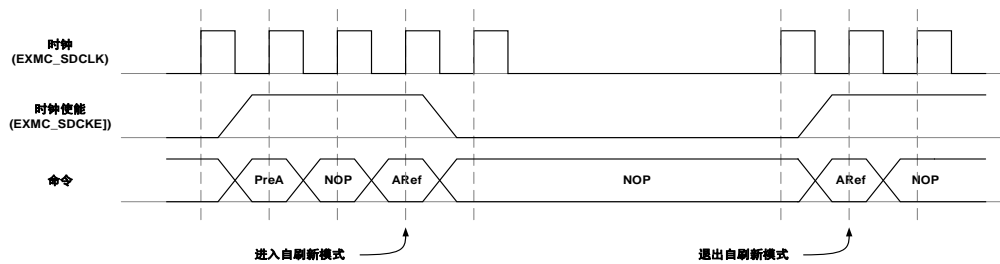 时钟
(EXMC_SDCLK)
时钟使能
(EXMC_SDCKE])
命令
PreA
NOP
ARef
NOP
ARef
NOP
进入自刷新模式
退出自刷新模式